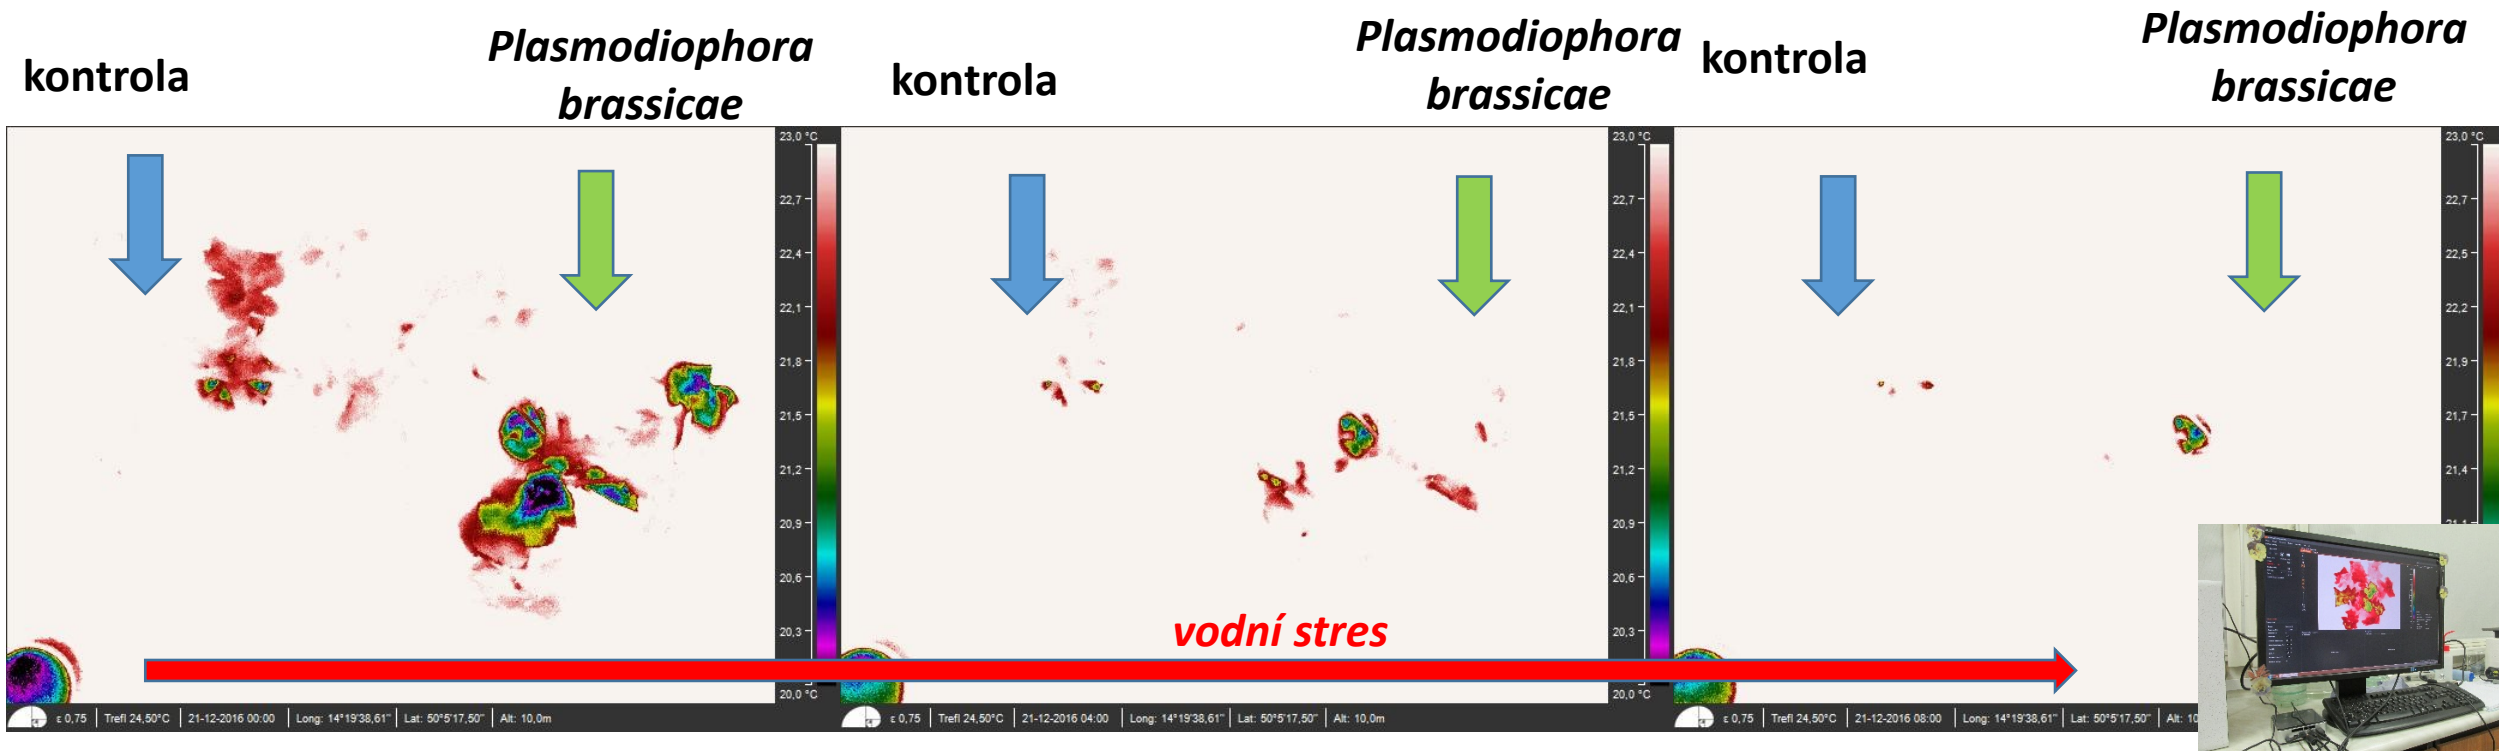 kontrola
Plasmodiophora
brassicae
kontrola
Plasmodiophora
brassicae
kontrola
Plasmodiophora
brassicae
23,0 °C
22,7
22,4
22,1
21,8
21,5
21,2
20,9
20,6
20,3
20,0 °C
23,0 °C
22,7
22,4
22,1
21,8
21,5
21,2
20,9
20,6
20,3
20,0 °C
23,0 °C
22,7
22,5
22,2
21,9
21,7
21,4
21,1
vodní stres
ε 0,75 Trefl 24,50°C 21-12-2016 00:00 Long: 14°19'38,61" Lat: 50°5'17,50" Alt: 10,0m
ε 0,75 Trefl 24,50°C 21-12-2016 04:00 Long: 14°19'38,61" Lat: 50°5'17,50" Alt: 10,0m
ε 0,75 Trefl 24,50°C 21-12-2016 08:00 Long: 14°19'38,61" Lat: 50°5'17,50" Alt: 10